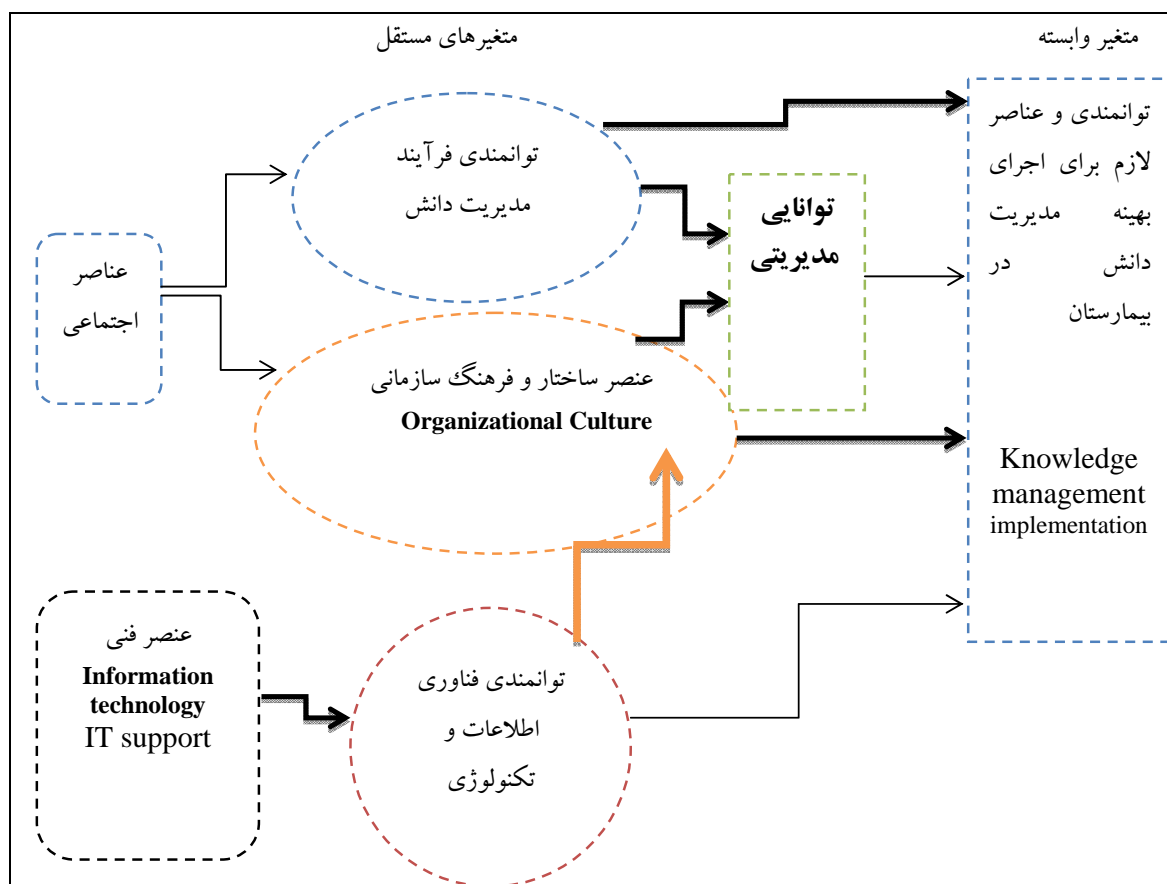 متغیر وابسته
متغیرهای مستقل
توانمندی و عناصر
لازم برای اجرای
بهینه مدیریت
دانش در
بیمارستان
Knowledge
management
implementation
توانایی
مدیریتی
توانمندی فرآیند
مدیریت دانش
عنصر ساختار و فرهنگ سازمانی
Organizational Culture
توانمندی فناوری
اطلاعات و
تکنولوژی
عناصر
اجتماعی
عنصر فنی
Information
technology
IT support